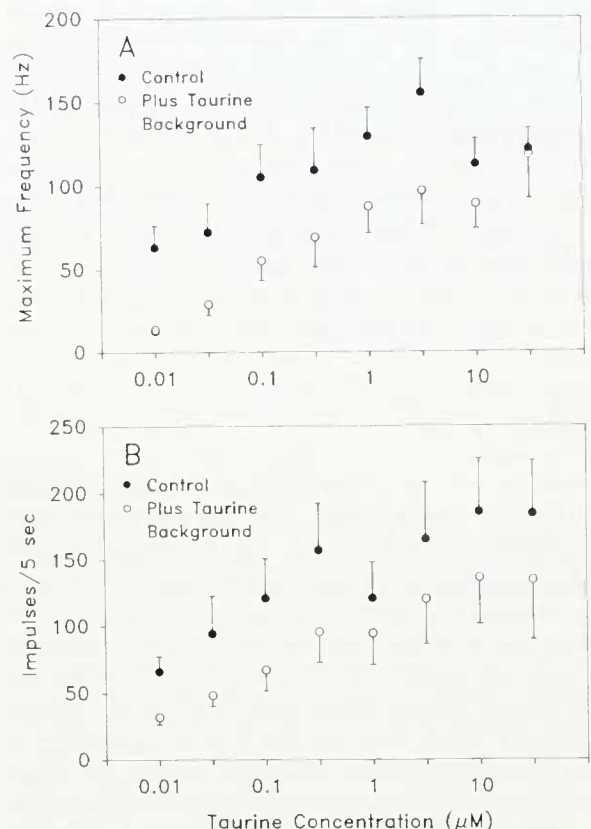 A
● Control
○ Plus Taurine
Background
Maximum Frequency (Hz)
200
150
100
50
0
0.01 0.1 1 10
B
● Control
○ Plus Taurine
Background
Impulses/5 sec
250
200
150
100
50
0
0.01 0.1 1 10
Taurine Concentration (μM)